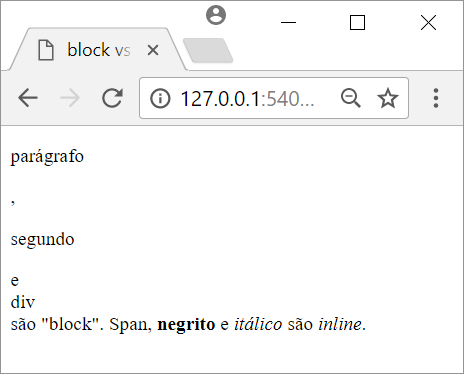 block vs
127.0.0.1:540...
parágrafo
,
segundo
e
div
são "block". Span, negrito e itálico são inline.